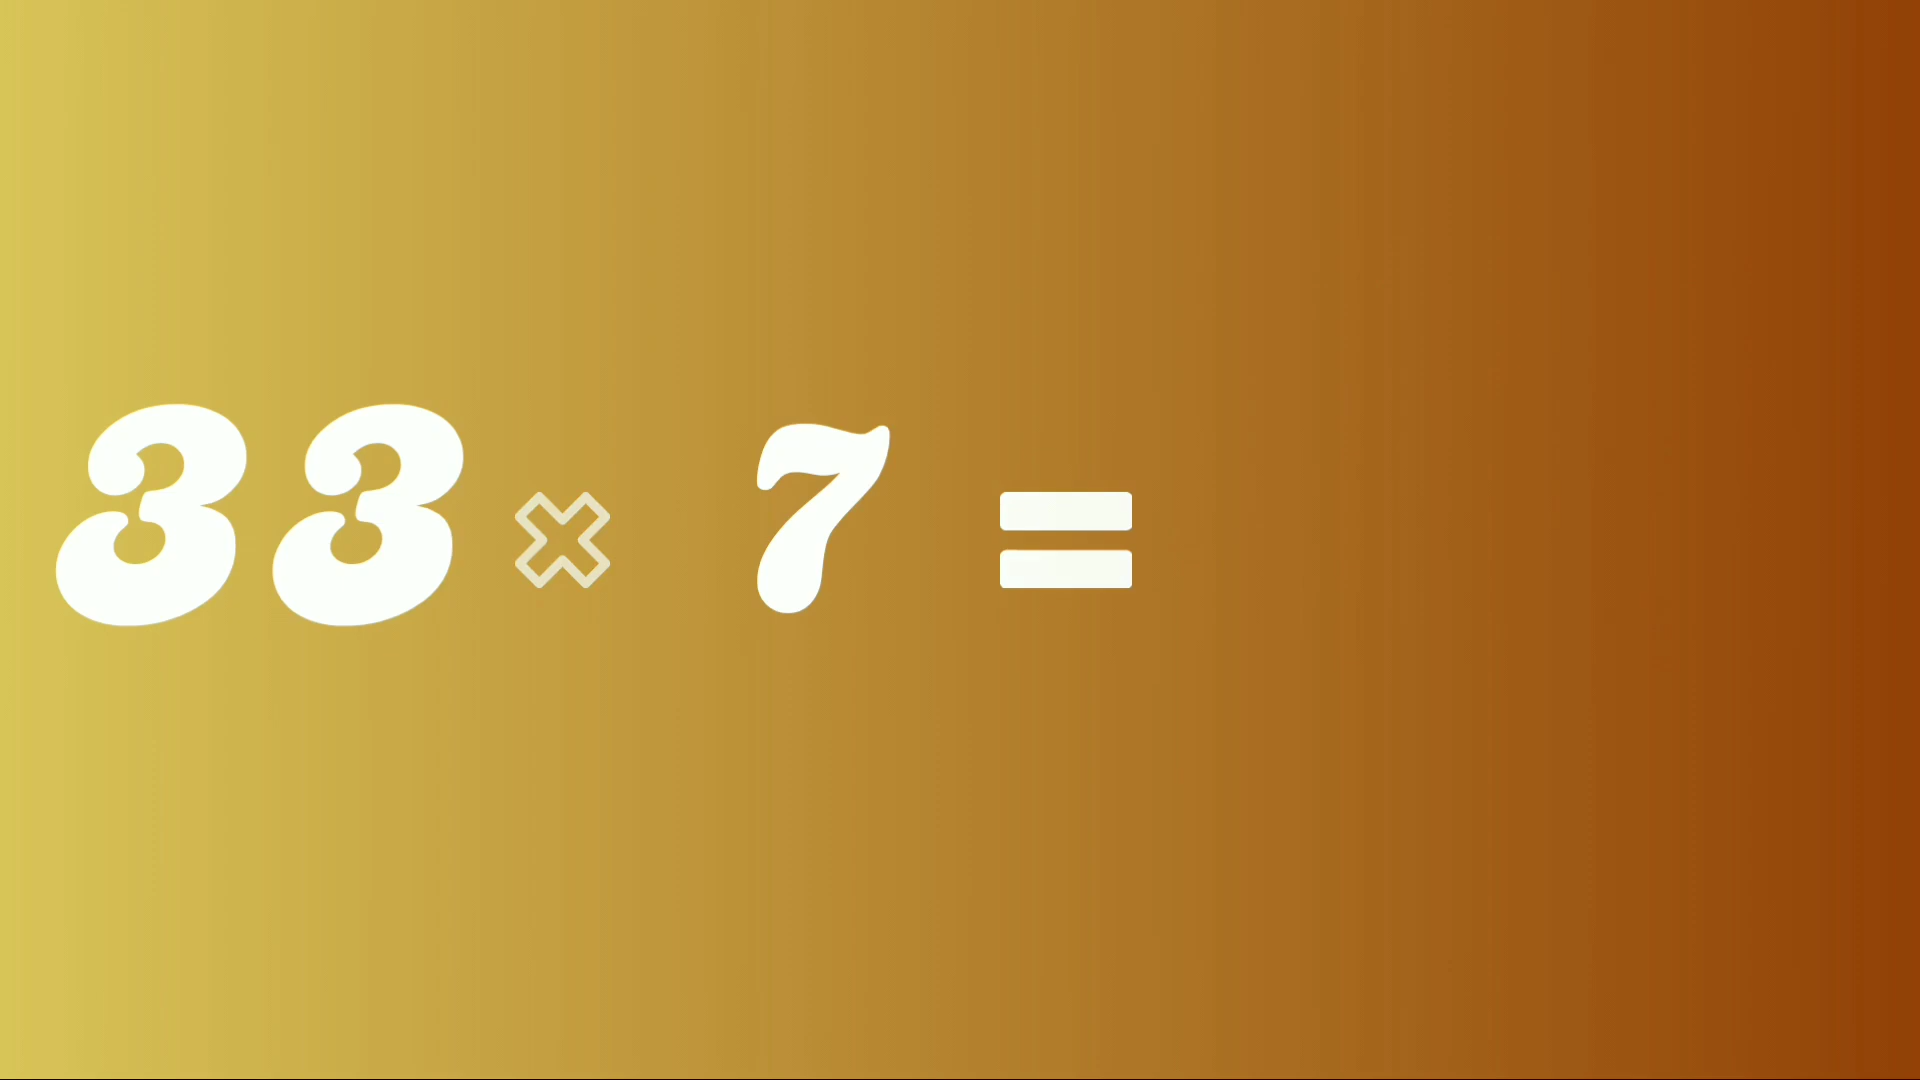 33 × 7 =